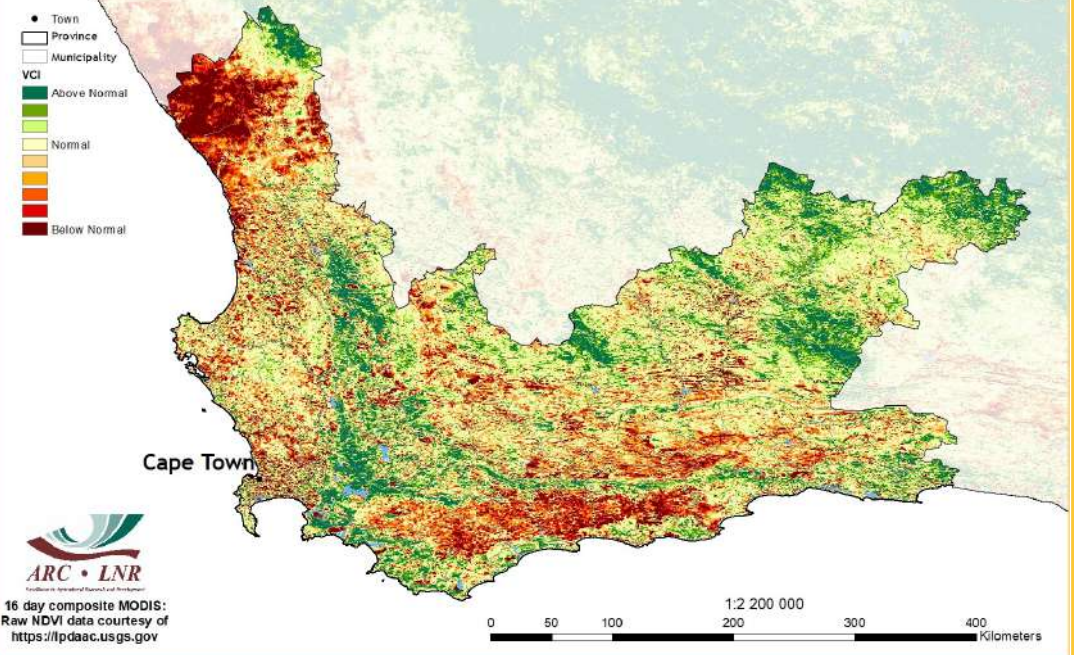 Town
Province
Municipality
VCI
Above Normal
Normal
Below Normal
Cape Town
ARC • LNR
16 day composite MODIS:
Raw NDVI data courtesy of
https://lpdaac.usgs.gov
1:2 200 000
0 50 100 200 300 400
Kilometers